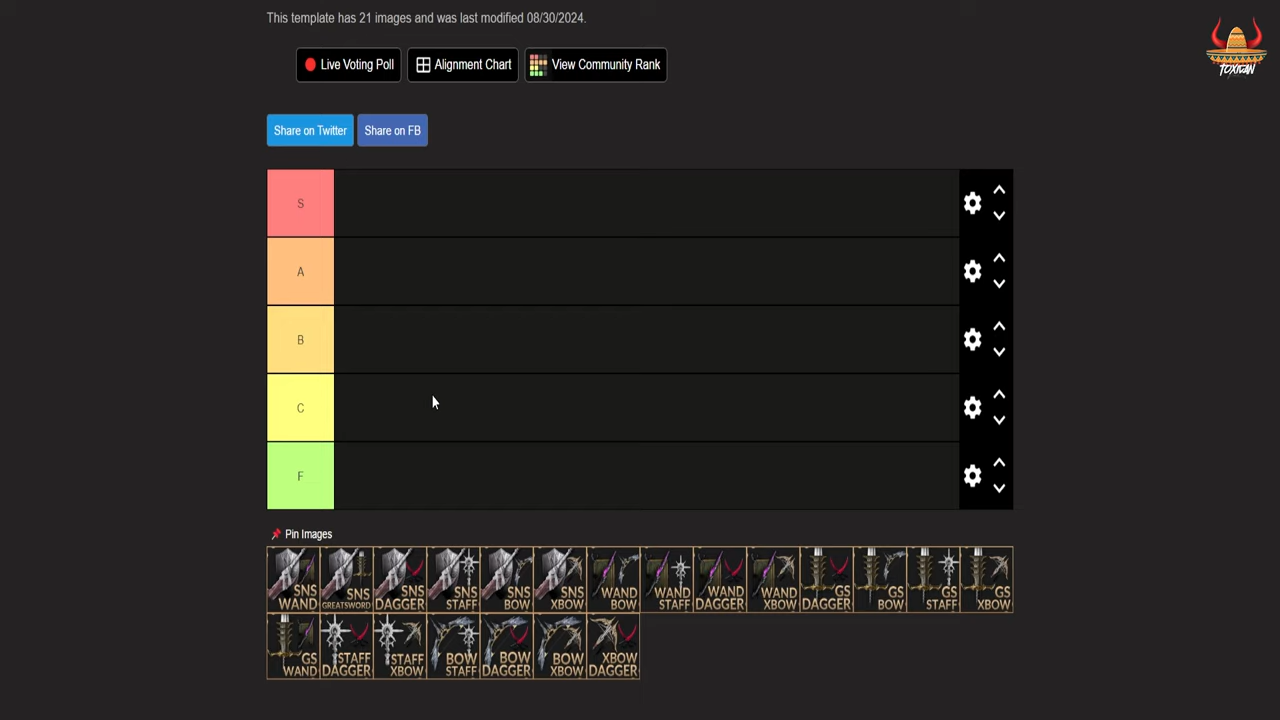 This template has 21 images and was last modified 08/30/2024.
Live Voting Poll
Alignment Chart
View Community Rank
Share on Twitter
Share on FB
S
A
B
C
F
Pin Images
SNS WAND
SNS GREATSWORD
SNS DAGGER
SNS STAFF
SNS BOW
SNS XBOW
WAND BOW
WAND STAFF
WAND DAGGER
WAND XBOW
GS DAGGER
GS BOW
GS STAFF
GS XBOW
GS WAND
STAFF DAGGER
STAFF XBOW
BOW STAFF
BOW DAGGER
BOW XBOW
XBOW DAGGER